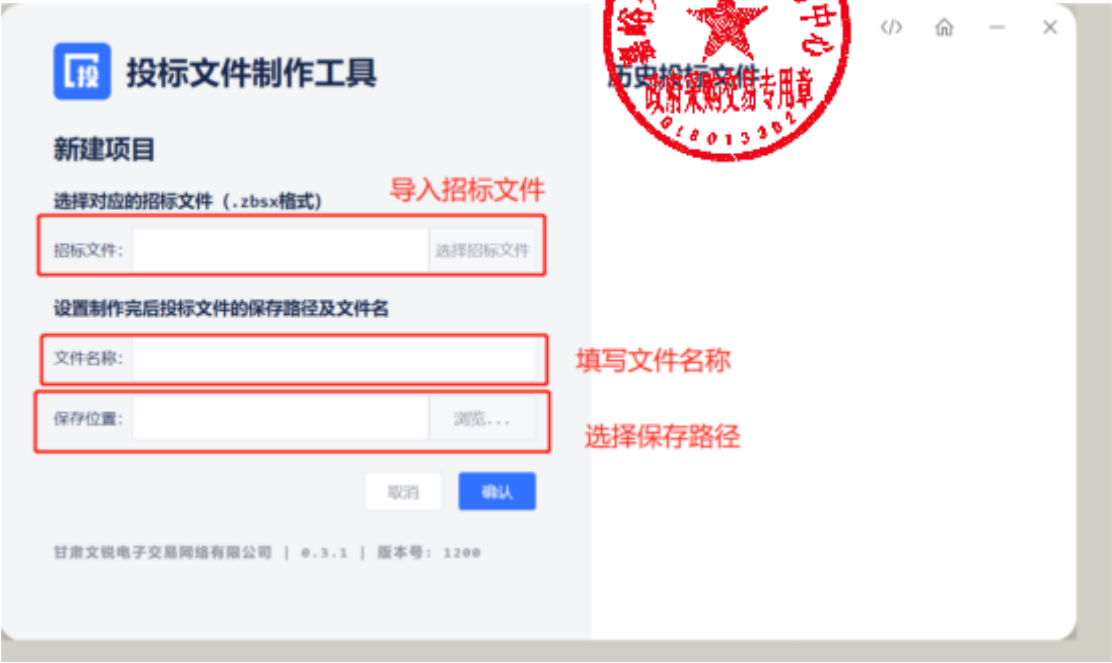 投标文件制作工具
新建项目
选择对应的招标文件（.zbsx格式）
导入招标文件
招标文件：
选择招标文件
设置制作完后投标文件的保存路径及文件名
文件名称：
填写文件名称
保存位置：
浏览...
选择保存路径
取消
确认
甘肃文锐电子交易网络有限公司 | 0.3.1 | 版本号: 1200
</>
历史投标文件
中心
政府采购交易专用章